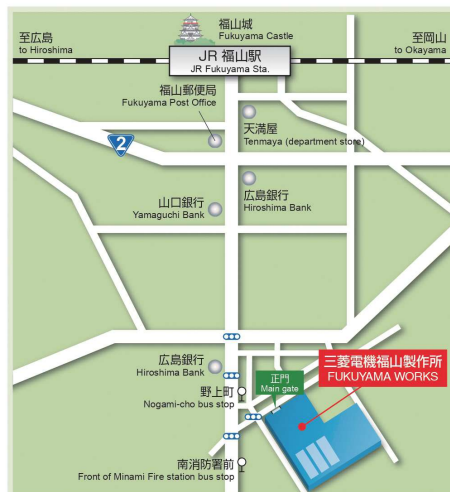 福山城
Fukuyama Castle
至広島
to Hiroshima
至岡山
to Okayama
JR 福山駅
JR Fukuyama Sta.
福山郵便局
Fukuyama Post Office
天満屋
Tenmaya (department store)
2
広島銀行
Hiroshima Bank
山口銀行
Yamaguchi Bank
広島銀行
Hiroshima Bank
三菱電機福山製作所
FUKUYAMA WORKS
正門
Main gate
野上町
Nogami-cho bus stop
南消防署前
Front of Minami Fire station bus stop